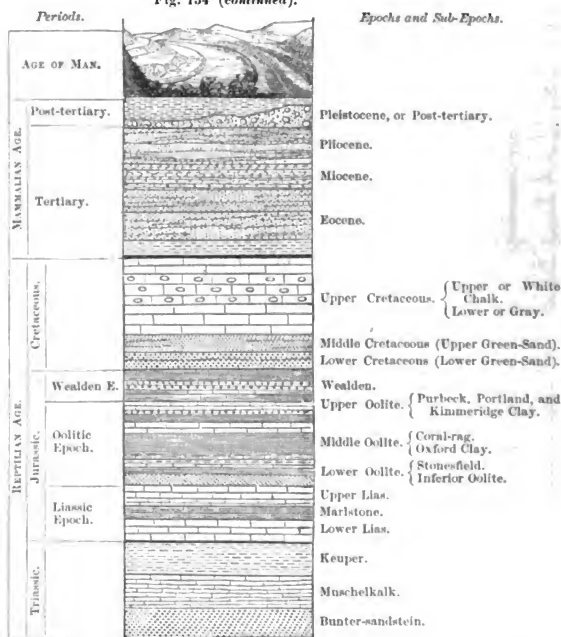 Fig. 134 (continued).
Periods.
Epochs and Sub-Epochs.
AGE OF MAN.
MAMMALIAN AGE.
Post-tertiary.
Pleistocene, or Post-tertiary.
Tertiary.
Pliocene.
Miocene.
Eocene.
REPTILIAN AGE.
Cretaceous.
Upper Cretaceous. { Upper or White
Chalk.
Lower or Gray.
Middle Cretaceous (Upper Green-Sand).
Lower Cretaceous (Lower Green-Sand).
Jurassic.
Wealden E.
Wealden.
Oolitic
Epoch.
Upper Oolite. { Purbeck, Portland, and
Kimmeridge Clay.
Middle Oolite. { Coral-rag.
Oxford Clay.
Lower Oolite. { Stonesfield.
Inferior Oolite.
Liassic
Epoch.
Upper Lias.
Marlstone.
Lower Lias.
Triassic.
Keuper.
Muschelkalk.
Bunter-sandstein.